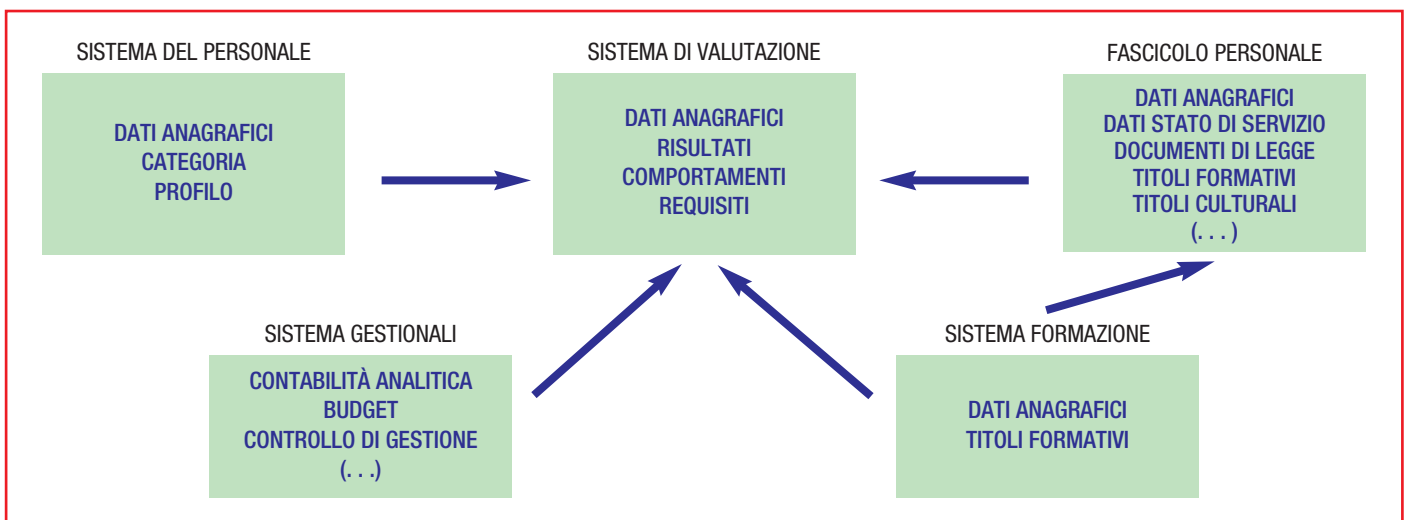 SISTEMA DEL PERSONALE
DATI ANAGRAFICI
CATEGORIA
PROFILO
SISTEMA DI VALUTAZIONE
DATI ANAGRAFICI
RISULTATI
COMPORTAMENTI
REQUISITI
FASCICOLO PERSONALE
DATI ANAGRAFICI
DATI STATO DI SERVIZIO
DOCUMENTI DI LEGGE
TITOLI FORMATIVI
TITOLI CULTURALI
(. . . )
SISTEMA GESTIONALI
CONTABILITÀ ANALITICA
BUDGET
CONTROLLO DI GESTIONE
(. . .)
SISTEMA FORMAZIONE
DATI ANAGRAFICI
TITOLI FORMATIVI